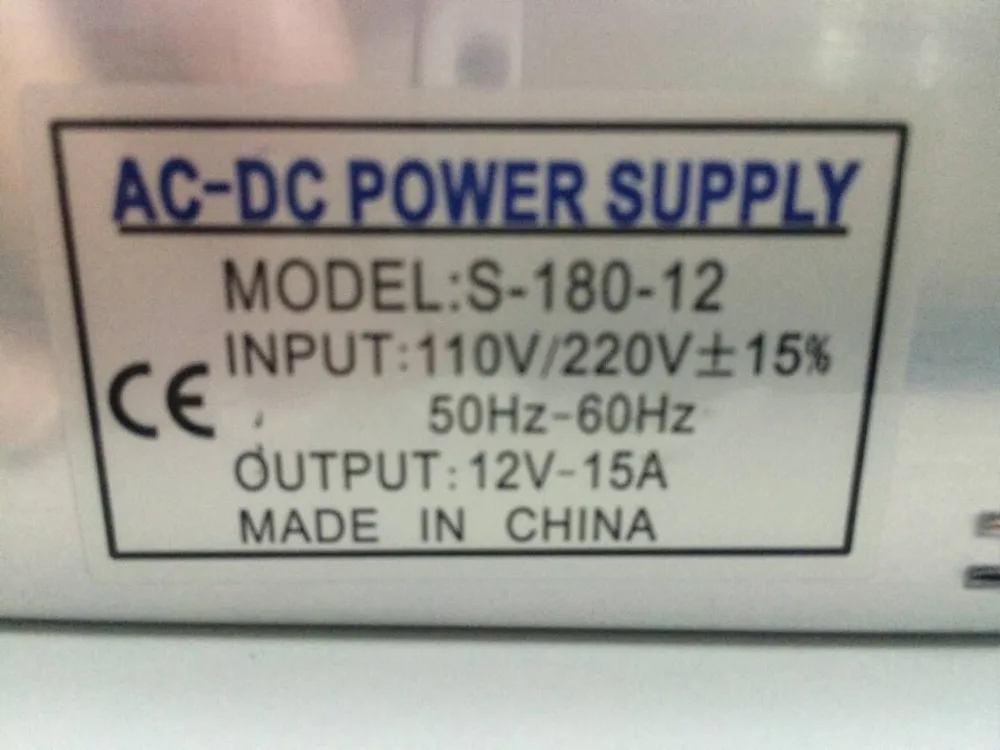 AC-DC POWER SUPPLY
MODEL:S-180-12
INPUT:110V/220V±15%
CE
50Hz-60Hz
OUTPUT:12V-15A
MADE IN CHINA